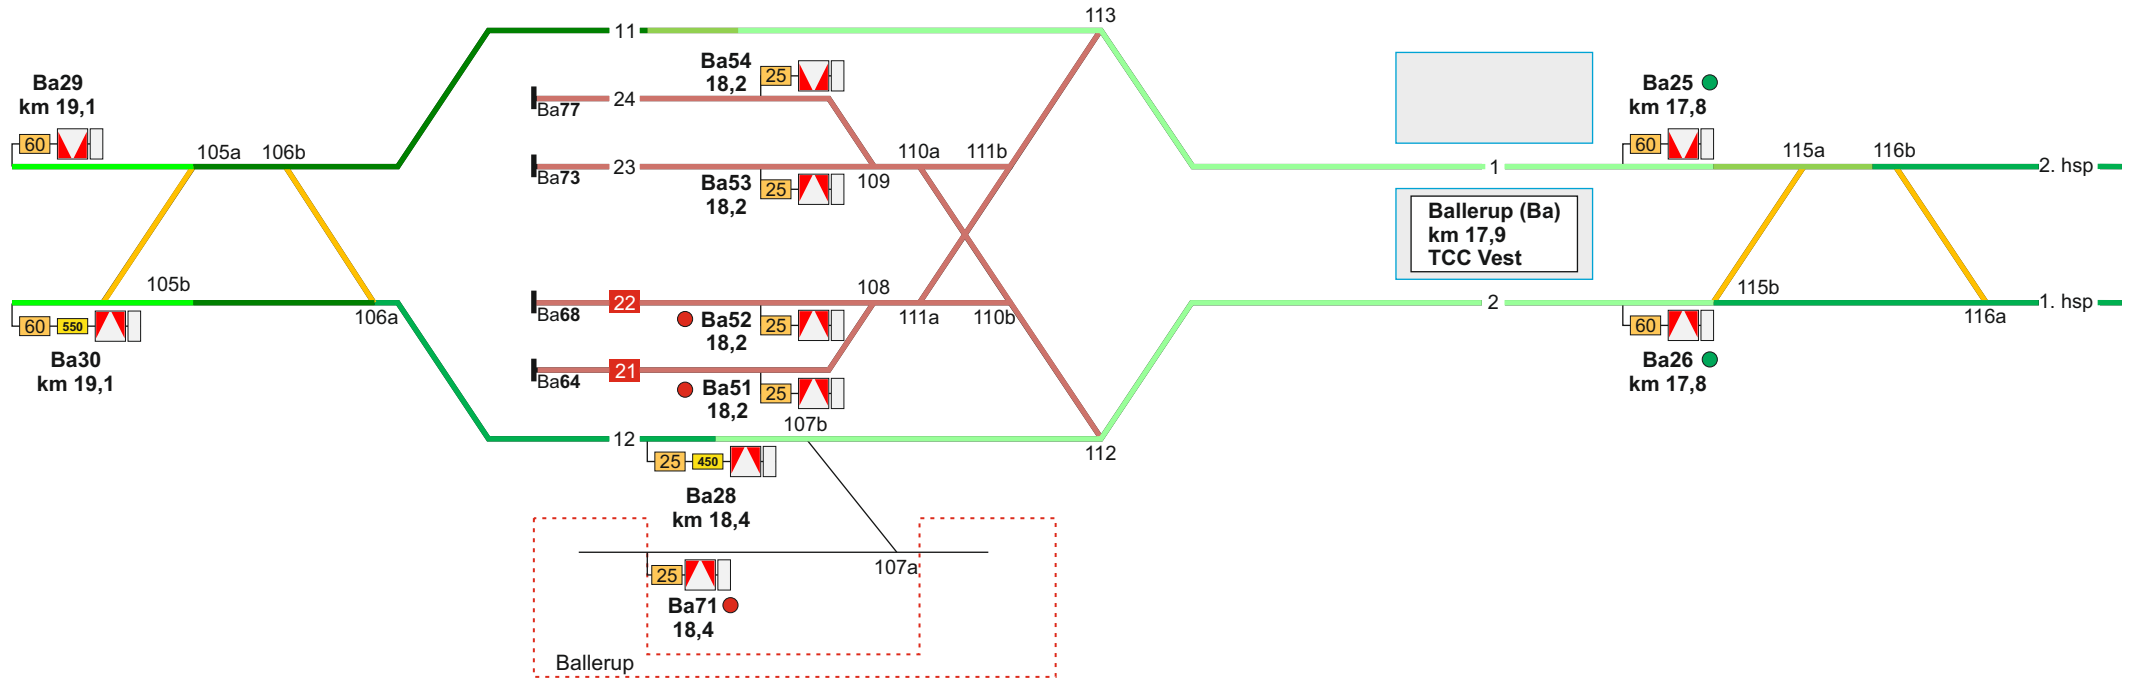 113
11
Ba54
18,2
25
Ba77
24
Ba29
km 19,1
60
105a
106b
110a
111b
Ba73
23
109
Ba53
18,2
25
Ba25
km 17,8
60
115a
116b
1
2. hsp
Ballerup (Ba)
km 17,9
TCC Vest
105b
60
550
Ba30
km 19,1
106a
108
Ba68
22
Ba52
18,2
25
111a
110b
Ba64
21
Ba51
18,2
25
107b
2
115b
1. hsp
116a
60
Ba26
km 17,8
12
112
25
450
Ba28
km 18,4
107a
25
Ba71
18,4
Ballerup